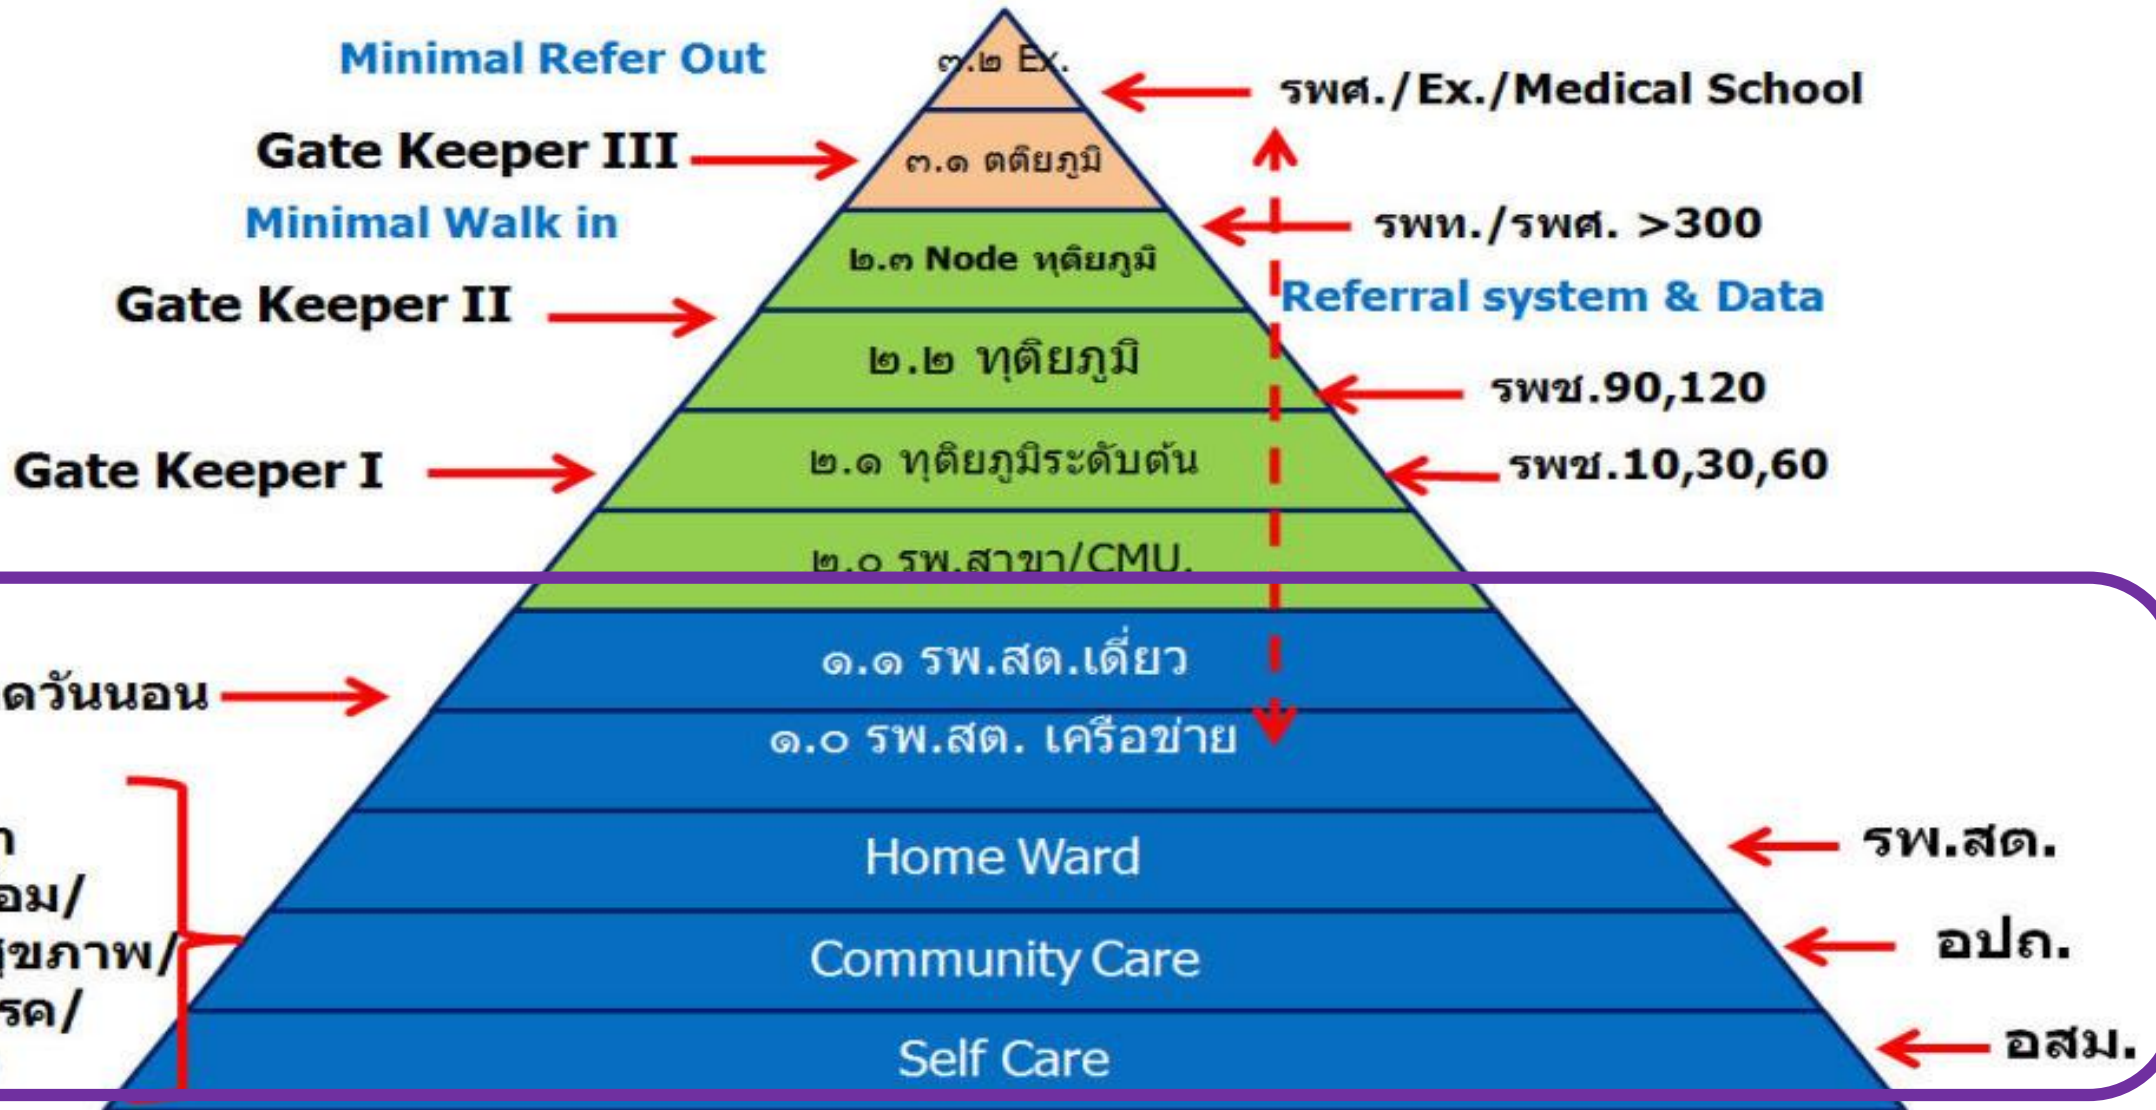 Minimal Refer Out
๓.๒ Ex.
รพศ./Ex./Medical School
Gate Keeper III
๓.๑ ตติยภูมิ
Minimal Walk in
รพท./รพศ. >300
๒.๓ Node ทุติยภูมิ
Gate Keeper II
Referral system & Data
๒.๒ ทุติยภูมิ
รพช.90,120
Gate Keeper I
๒.๑ ทุติยภูมิระดับต้น
รพช.10,30,60
๒.๐ รพ.สาขา/CMU.
๑.๑ รพ.สต.เดี่ยว
ดวันนอน
๑.๐ รพ.สต. เครือข่าย
Home Ward
รพ.สต.
อม/
สุขภาพ/
Community Care
อปถ.
รค/
Self Care
อสม.